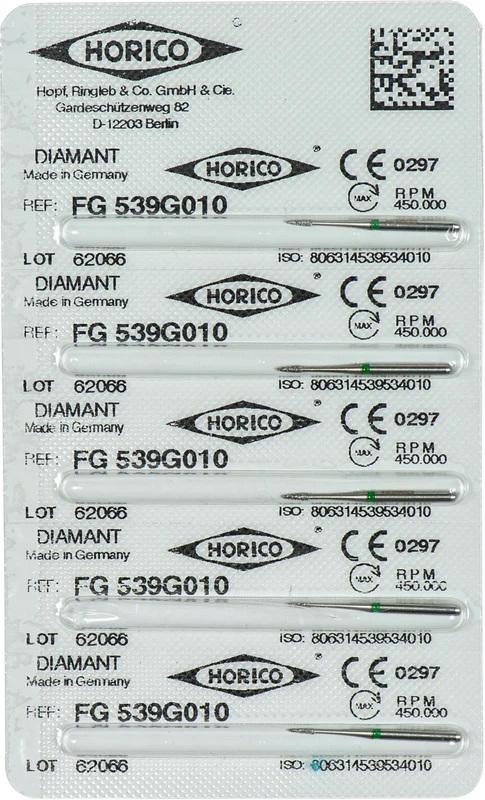 HORICO
Hopf, Ringleb & Co. GmbH & Cie.
Gardeschützenweg 82
D-12203 Berlin
DIAMANT HORICO ® CE 0297
Made in Germany
MAX RPM 450.000
REF: FG 539G010
LOT 62066 ISO: 806314539534010
DIAMANT HORICO ® CE 0297
Made in Germany
MAX RPM 450.000
REF: FG 539G010
LOT 62066 ISO: 806314539534010
DIAMANT HORICO ® CE 0297
Made in Germany
MAX RPM 450.000
REF: FG 539G010
LOT 62066 ISO: 806314539534010
DIAMANT HORICO ® CE 0297
Made in Germany
MAX RPM 450.000
REF: FG 539G010
LOT 62066 ISO: 806314539534010
DIAMANT HORICO ® CE 0297
Made in Germany
MAX RPM 450.000
REF: FG 539G010
LOT 62066 ISO: 806314539534010